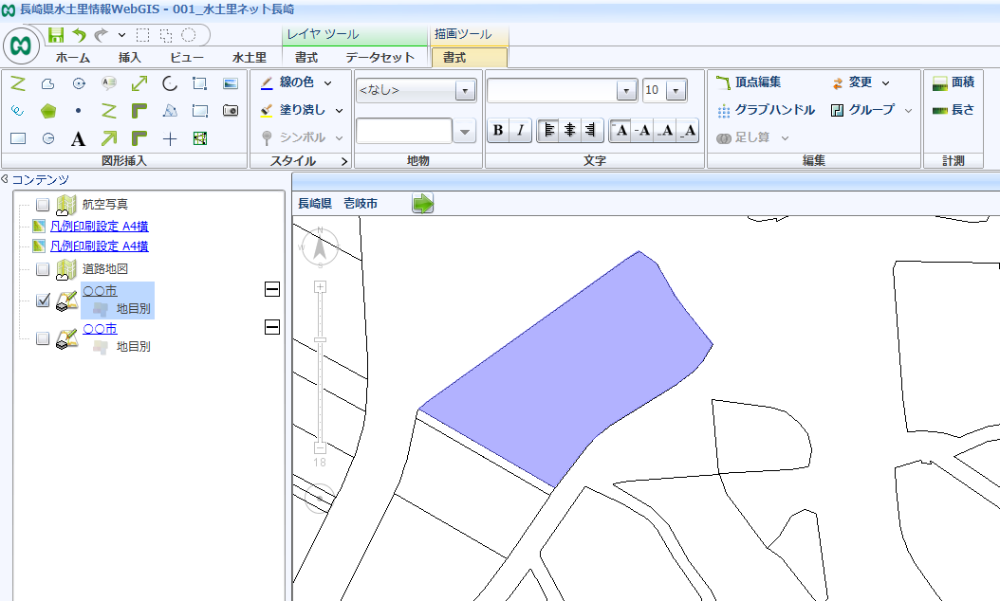 長崎県水土里情報WebGIS - 001_水土里ネット長崎
レイヤ ツール 描画ツール
ホーム 挿入 ビュー 水土里 書式 データセット 書式
線の色
塗り潰し
シンボル
<なし>
10
B I
A A A A
頂点編集 変更
グラブハンドル グループ
足し算
面積
長さ
図形挿入 スタイル 地物 文字 編集 計測
コンテンツ
長崎県 壱岐市
航空写真
凡例印刷設定 A4横
凡例印刷設定 A4横
道路地図
○○市
地目別
○○市
地目別
N
W
S
18